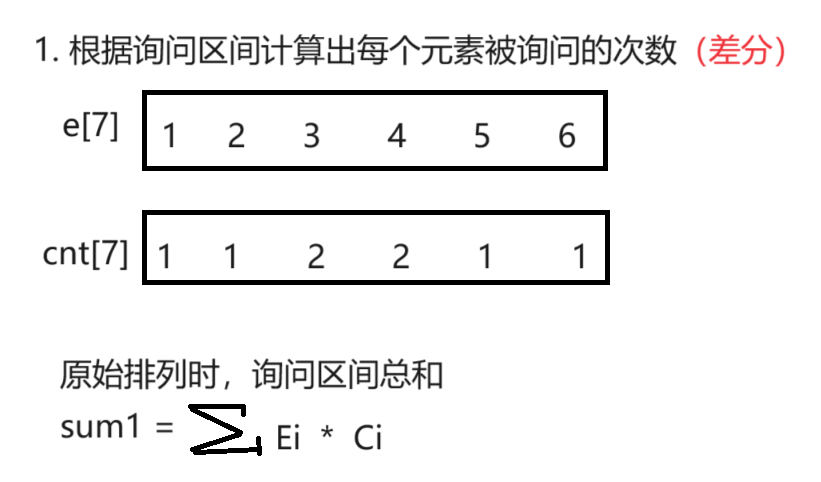 1. 根据询问区间计算出每个元素被询问的次数（差分）
e[7] 1 2 3 4 5 6
cnt[7] 1 1 2 2 1 1
原始排列时，询问区间总和
sum1 = ∑ Ei * Ci